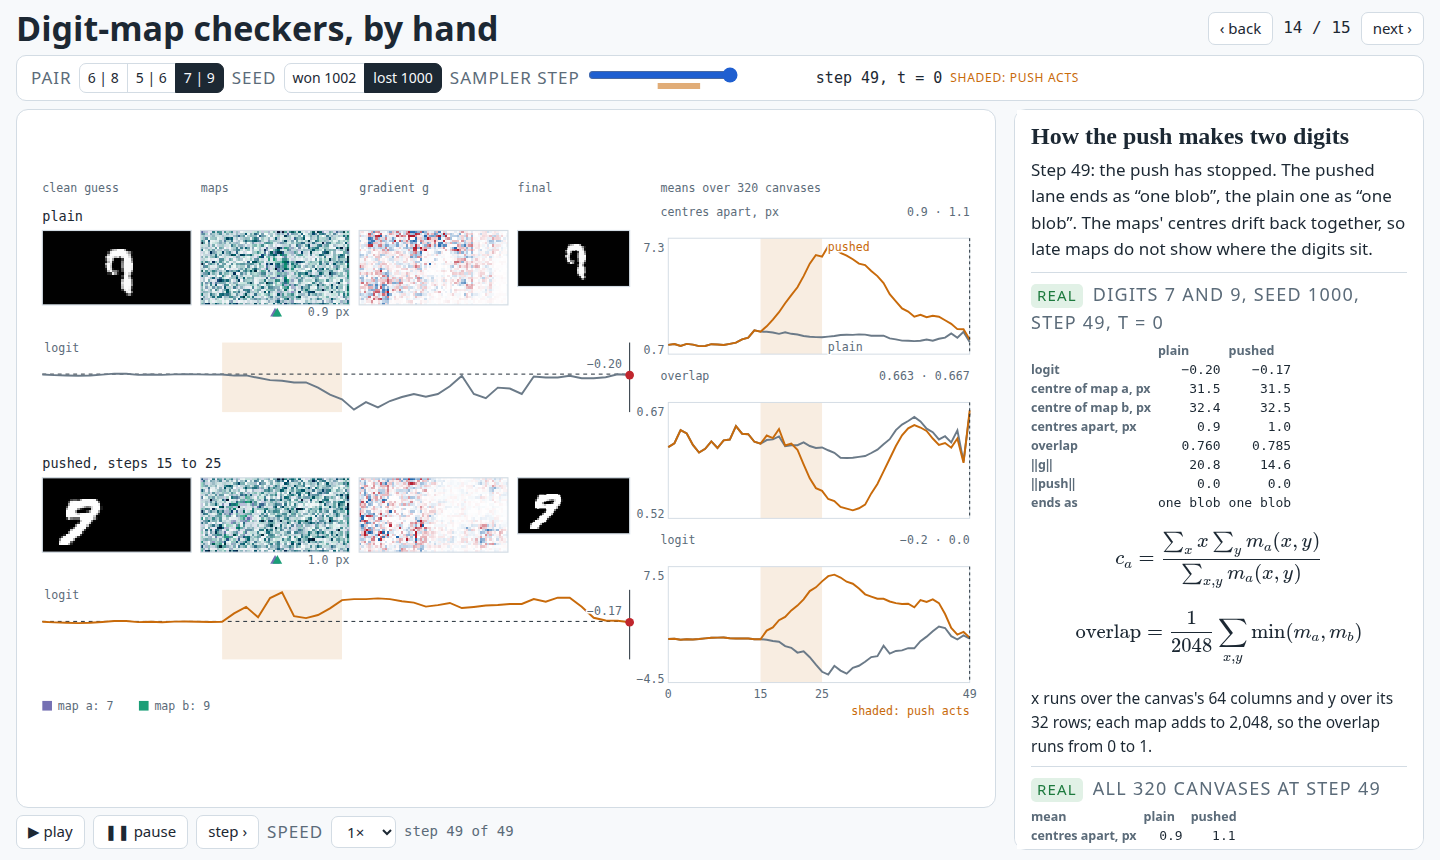 Digit-map checkers, by hand
‹ back 14 / 15 next ›
PAIR 6 | 8 5 | 6 7 | 9 SEED won 1002 lost 1000 SAMPLER STEP step 49, t = 0 SHADED: PUSH ACTS
clean guess maps gradient g final
plain
0.9 px
logit
−0.20
pushed, steps 15 to 25
1.0 px
logit
−0.17
map a: 7 map b: 9
means over 320 canvases
centres apart, px 0.9 · 1.1
7.3
pushed
plain
0.7
overlap 0.663 · 0.667
0.67
0.52
logit −0.2 · 0.0
7.5
−4.5
0 15 25 49
shaded: push acts
How the push makes two digits
Step 49: the push has stopped. The pushed
lane ends as “one blob”, the plain one as “one
blob”. The maps' centres drift back together, so
late maps do not show where the digits sit.
REAL DIGITS 7 AND 9, SEED 1000,
STEP 49, T = 0
plain pushed
logit −0.20 −0.17
centre of map a, px 31.5 31.5
centre of map b, px 32.4 32.5
centres apart, px 0.9 1.0
overlap 0.760 0.785
||g|| 20.8 14.6
||push|| 0.0 0.0
ends as one blob one blob
c_a = ∑_x x ∑_y m_a(x, y) / ∑_{x,y} m_a(x, y)
overlap = 1/2048 ∑_{x,y} min(m_a, m_b)
x runs over the canvas's 64 columns and y over its
32 rows; each map adds to 2,048, so the overlap
runs from 0 to 1.
REAL ALL 320 CANVASES AT STEP 49
mean plain pushed
centres apart, px 0.9 1.1
▶ play ❚❚ pause step › SPEED 1× step 49 of 49